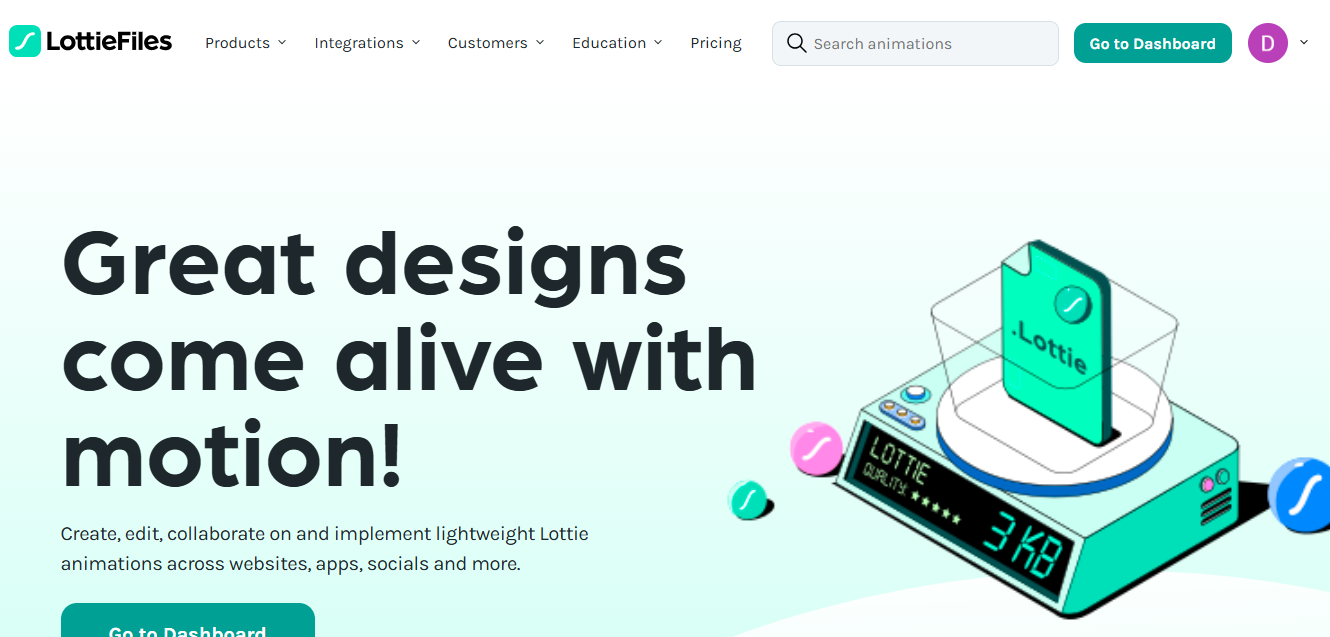 LottieFiles Products Integrations Customers Education Pricing Search animations Go to Dashboard D
Great designs
come alive with
motion!
Create, edit, collaborate on and implement lightweight Lottie
animations across websites, apps, socials and more.
Go to Dashboard
.Lottie
LOTTIE
QUALITY:
3 KB